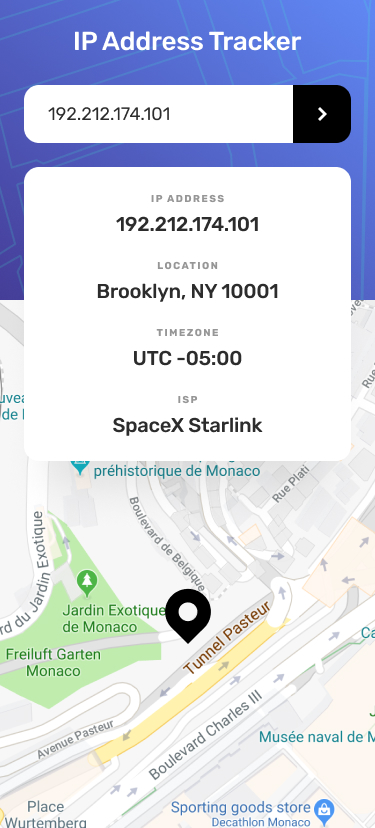 IP Address Tracker
192.212.174.101
IP ADDRESS
192.212.174.101
LOCATION
Brooklyn, NY 10001
TIMEZONE
UTC -05:00
ISP
SpaceX Starlink
préhistorique de Monaco
Rue Plati
Boulevard de Belgique
Jardin Exotique
de Monaco
Freiluft Garten
Monaco
Tunnel Pasteur
rd du Jardin Exotique
Avenue Pasteur
Boulevard Charles III
Musée naval de M
Place
Wurtemberg
Sporting goods store
Decathlon Monaco